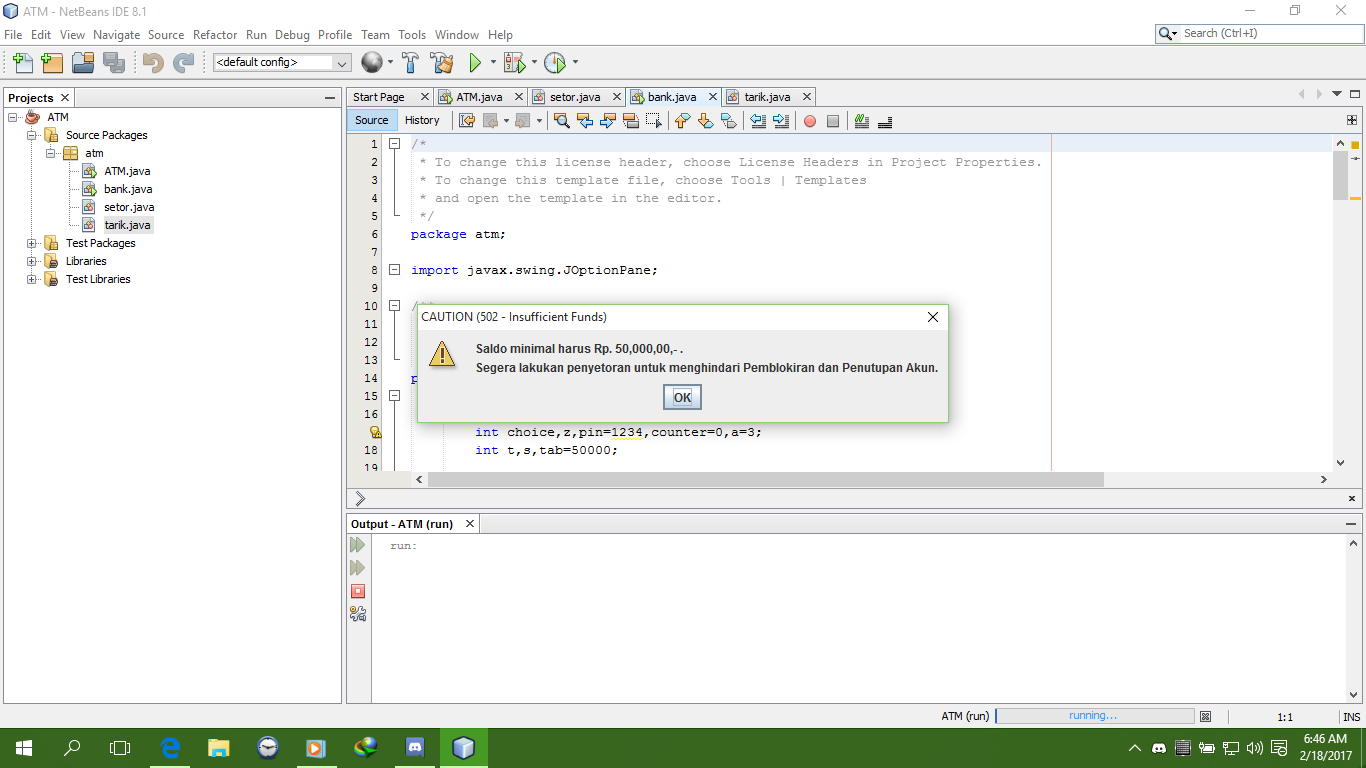 ATM - NetBeans IDE 8.1
File Edit View Navigate Source Refactor Run Debug Profile Team Tools Window Help
Search (Ctrl+I)
<default config>
Projects
ATM
Source Packages
atm
ATM.java
bank.java
setor.java
tarik.java
Test Packages
Libraries
Test Libraries
Start Page ATM.java setor.java bank.java tarik.java
Source History
1 /*
2 * To change this license header, choose License Headers in Project Properties.
3 * To change this template file, choose Tools | Templates
4 * and open the template in the editor.
5 */
6 package atm;
7
8 import javax.swing.JOptionPane;
9
10
11
12
13
14 p
15
16
int choice,z,pin=1234,counter=0,a=3;
18 int t,s,tab=50000;
19
CAUTION (502 - Insufficient Funds)
Saldo minimal harus Rp. 50,000,00,- .
Segera lakukan penyetoran untuk menghindari Pemblokiran dan Penutupan Akun.
OK
Output - ATM (run)
run:
ATM (run) running... 1:1 INS
6:46 AM
2/18/2017